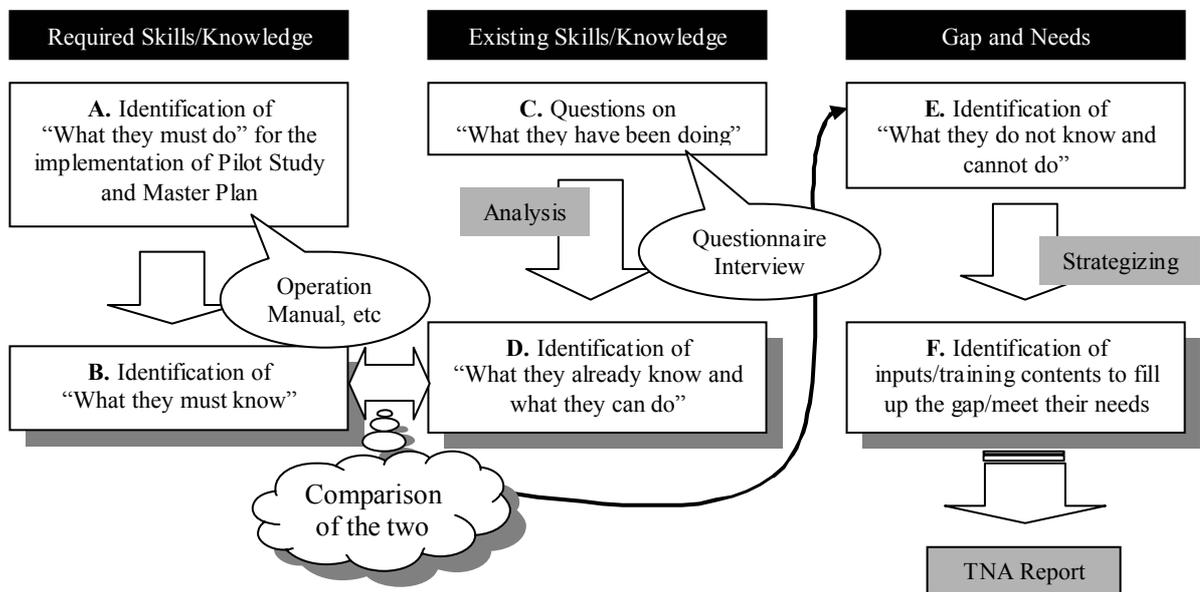 Required Skills/Knowledge
A. Identification of
“What they must do” for the
implementation of Pilot Study
and Master Plan
Operation
Manual, etc
B. Identification of
“What they must know”
Existing Skills/Knowledge
C. Questions on
“What they have been doing”
Analysis
Questionnaire
Interview
D. Identification of
“What they already know and
what they can do”
Comparison
of the two
Gap and Needs
E. Identification of
“What they do not know and
cannot do”
Strategizing
F. Identification of
inputs/training contents to fill
up the gap/meet their needs
TNA Report